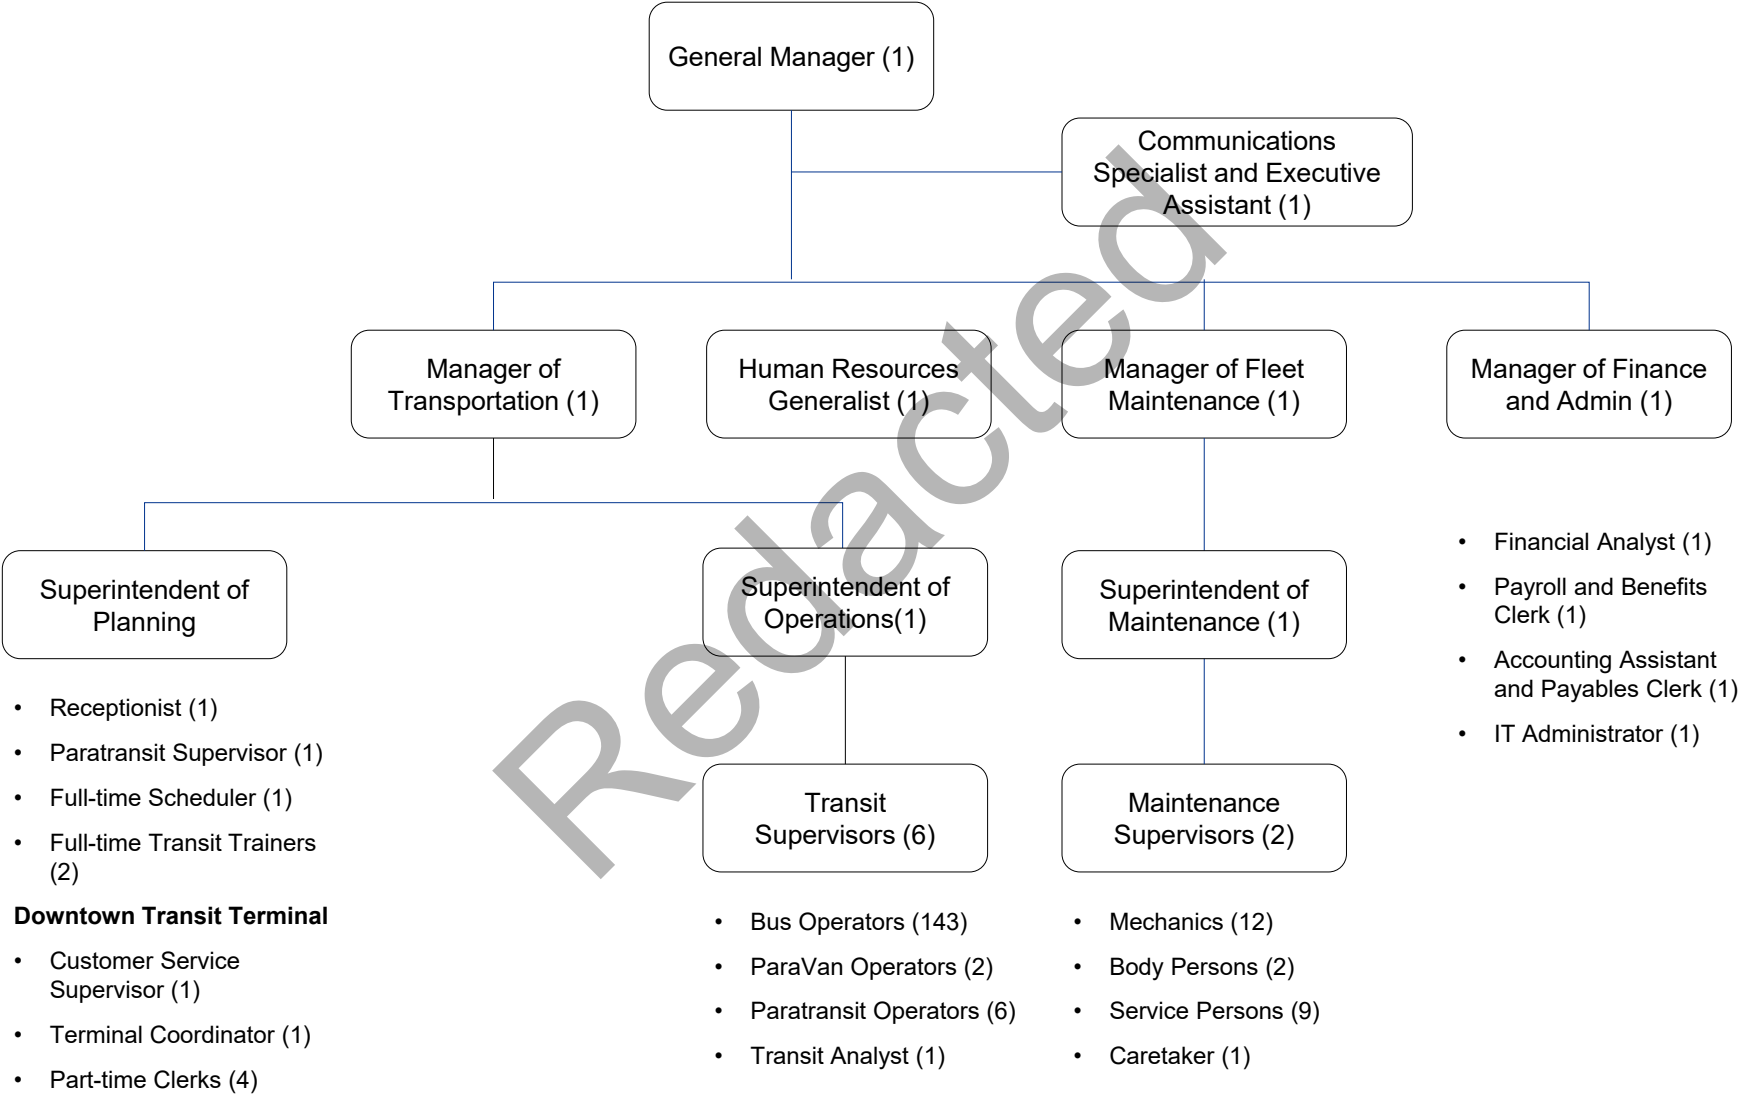 General Manager (1)
Communications
Specialist and Executive
Assistant (1)
Manager of
Transportation (1)
Human Resources
Generalist (1)
Manager of Fleet
Maintenance (1)
Manager of Finance
and Admin (1)
Superintendent of
Planning
Superintendent of
Operations(1)
Superintendent of
Maintenance (1)
• Financial Analyst (1)
• Payroll and Benefits
Clerk (1)
• Accounting Assistant
and Payables Clerk (1)
• IT Administrator (1)
• Receptionist (1)
• Paratransit Supervisor (1)
• Full-time Scheduler (1)
• Full-time Transit Trainers
(2)
Downtown Transit Terminal
• Customer Service
Supervisor (1)
• Terminal Coordinator (1)
• Part-time Clerks (4)
Transit
Supervisors (6)
• Bus Operators (143)
• ParaVan Operators (2)
• Paratransit Operators (6)
• Transit Analyst (1)
Maintenance
Supervisors (2)
• Mechanics (12)
• Body Persons (2)
• Service Persons (9)
• Caretaker (1)
Redacted